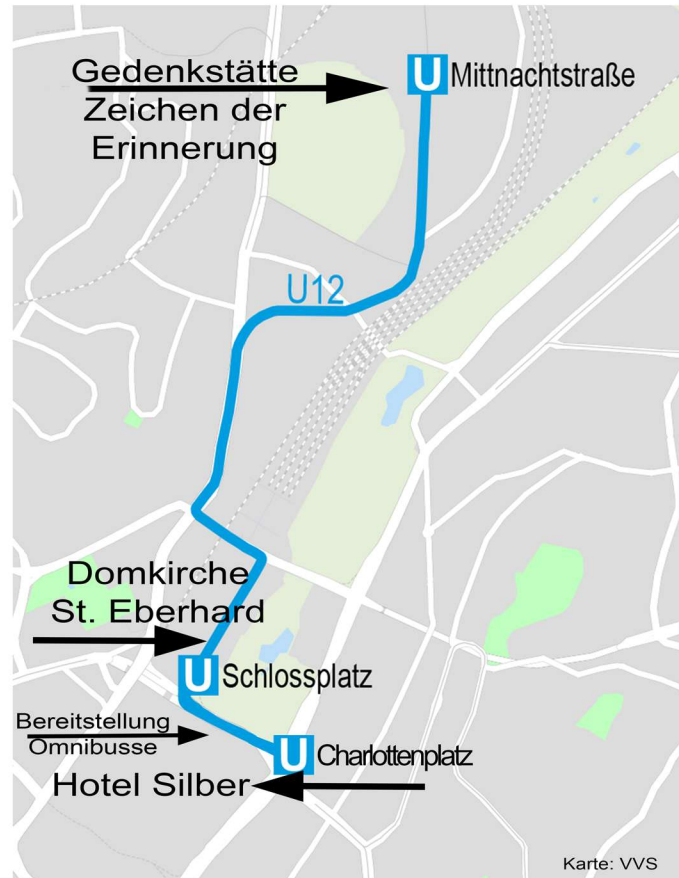 Gedenkstätte
Zeichen der
Erinnerung
U Mittnachtstraße
U12
Domkirche
St. Eberhard
U Schlossplatz
Bereitstellung
Omnibusse
U Charlottenplatz
Hotel Silber
Karte: VVS